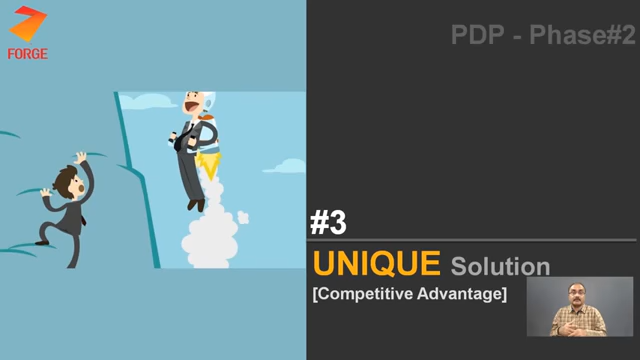 FORGE
PDP - Phase#2
#3
UNIQUE Solution
[Competitive Advantage]